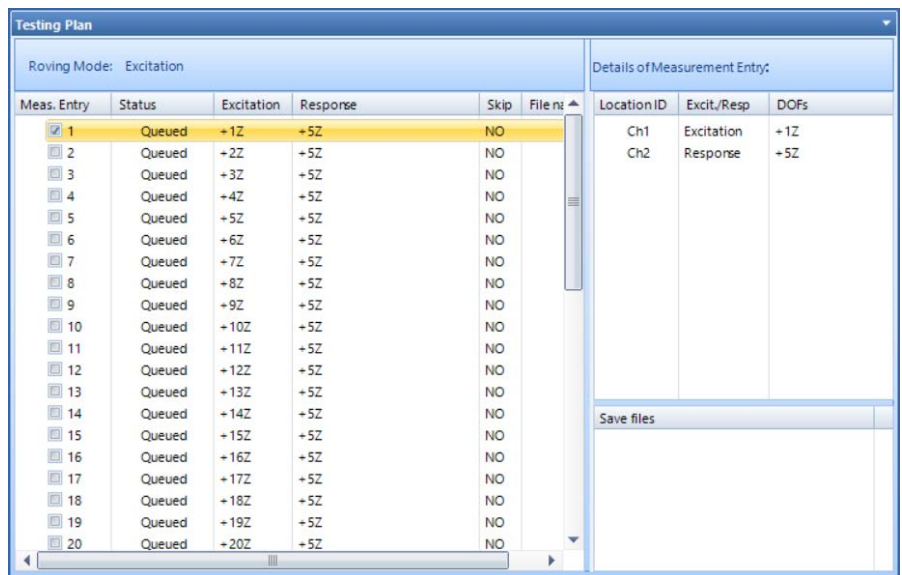 Testing Plan
Roving Mode: Excitation
Details of Measurement Entry:
Meas. Entry Status Excitation Response Skip File na
1 Queued +1Z +5Z NO
2 Queued +2Z +5Z NO
3 Queued +3Z +5Z NO
4 Queued +4Z +5Z NO
5 Queued +5Z +5Z NO
6 Queued +6Z +5Z NO
7 Queued +7Z +5Z NO
8 Queued +8Z +5Z NO
9 Queued +9Z +5Z NO
10 Queued +10Z +5Z NO
11 Queued +11Z +5Z NO
12 Queued +12Z +5Z NO
13 Queued +13Z +5Z NO
14 Queued +14Z +5Z NO
15 Queued +15Z +5Z NO
16 Queued +16Z +5Z NO
17 Queued +17Z +5Z NO
18 Queued +18Z +5Z NO
19 Queued +19Z +5Z NO
20 Queued +20Z +5Z NO
Location ID Excit./Resp DOFs
Ch1 Excitation +1Z
Ch2 Response +5Z
Save files